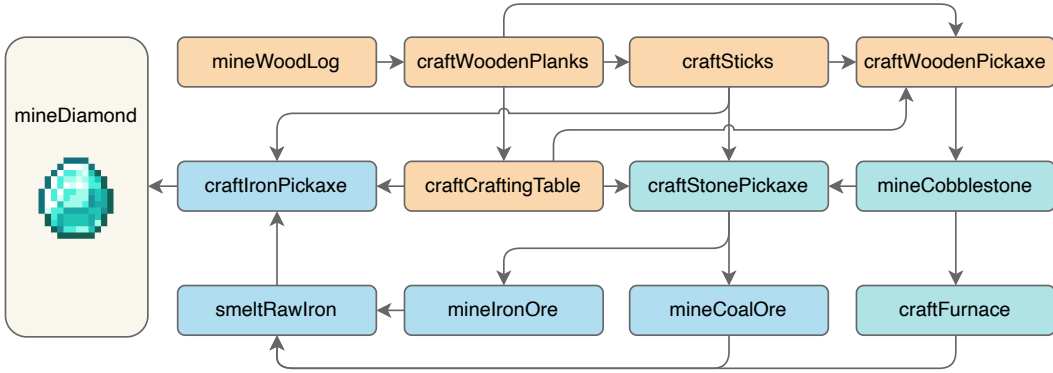 mineWoodLog
craftWoodenPlanks
craftSticks
craftWoodenPickaxe
mineDiamond
craftIronPickaxe
craftCraftingTable
craftStonePickaxe
mineCobblestone
smeltRawIron
mineIronOre
mineCoalOre
craftFurnace